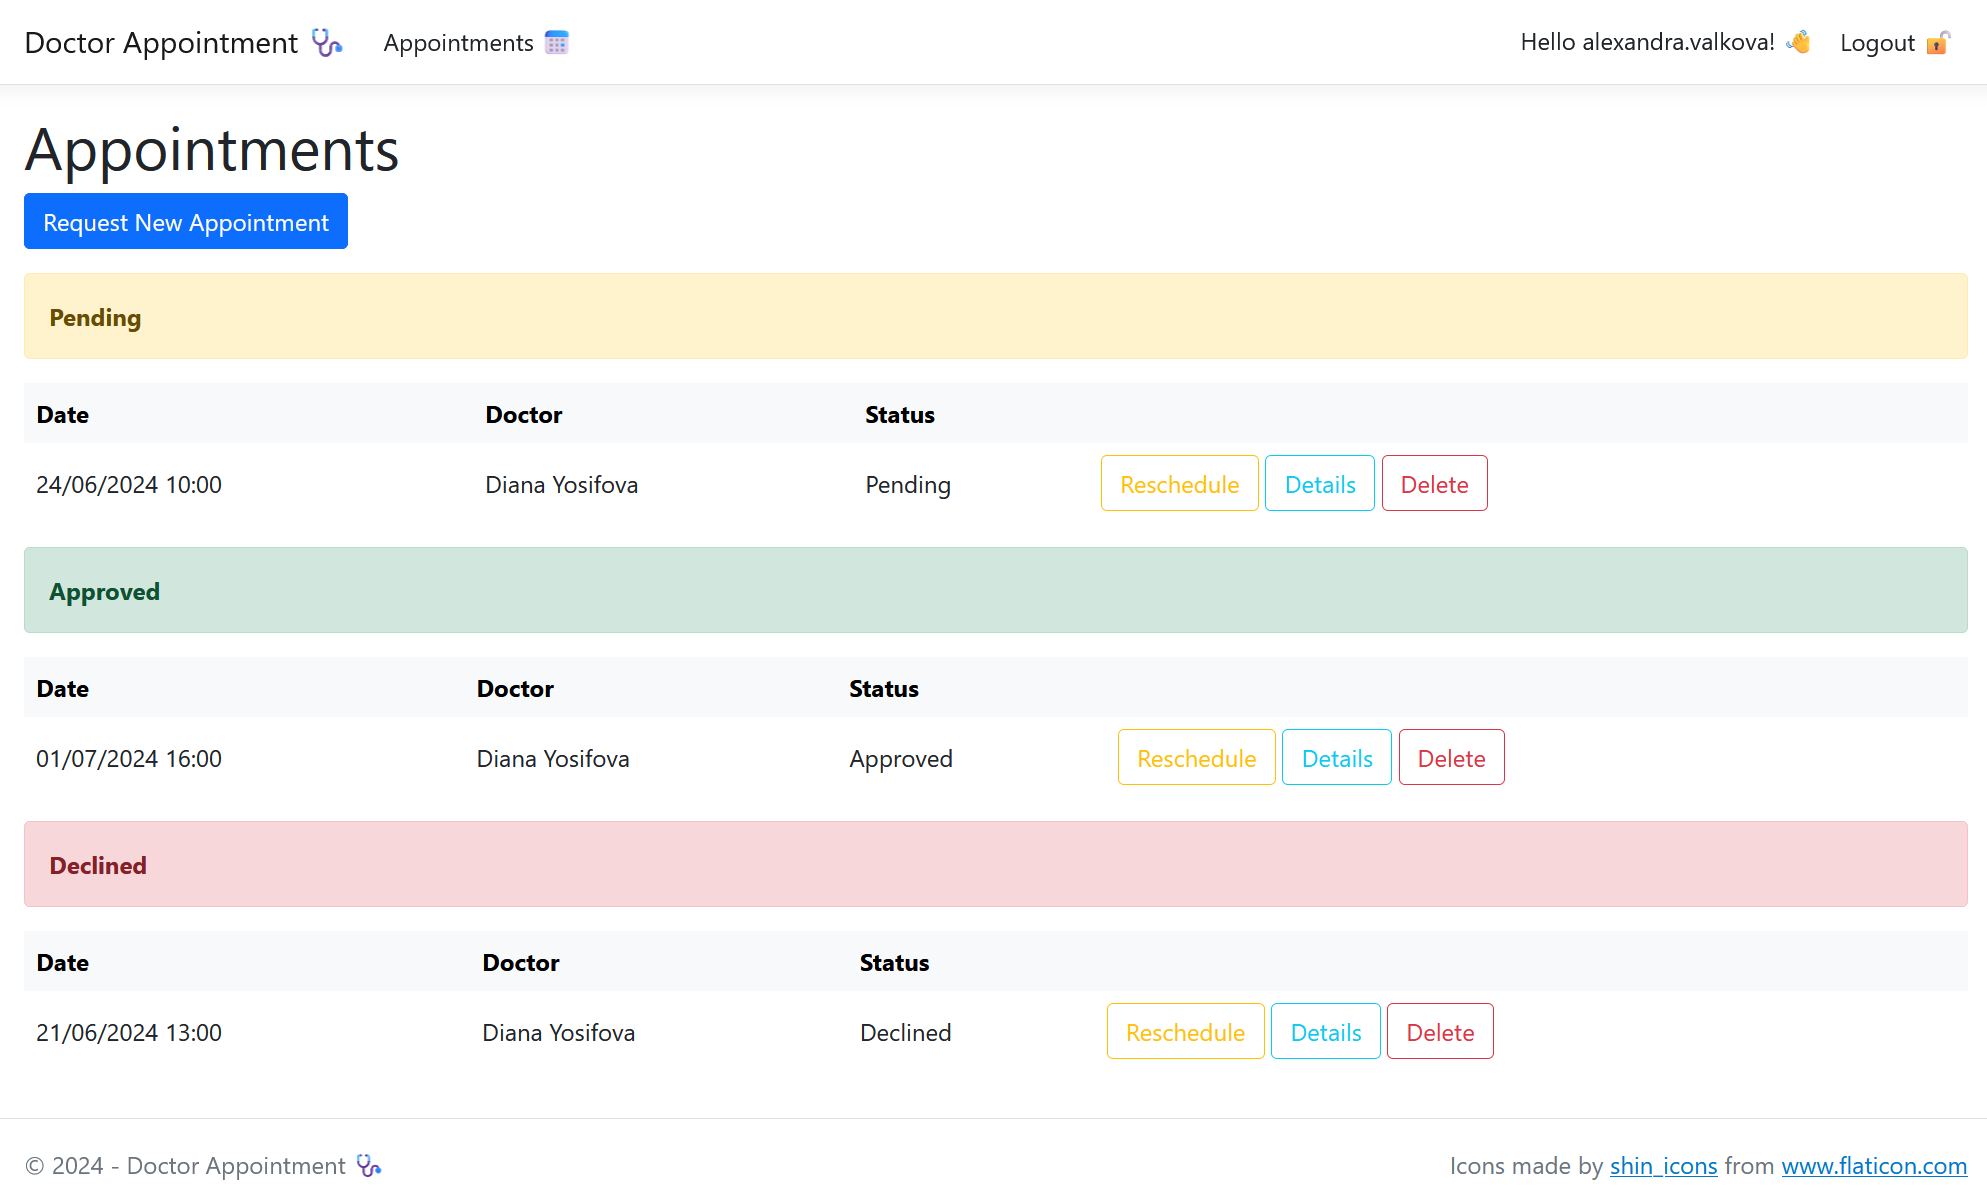 Doctor Appointment Appointments Hello alexandra.valkova! Logout
Appointments
Request New Appointment
Pending
Date Doctor Status
24/06/2024 10:00 Diana Yosifova Pending Reschedule Details Delete
Approved
Date Doctor Status
01/07/2024 16:00 Diana Yosifova Approved Reschedule Details Delete
Declined
Date Doctor Status
21/06/2024 13:00 Diana Yosifova Declined Reschedule Details Delete
© 2024 - Doctor Appointment Icons made by shin_icons from www.flaticon.com